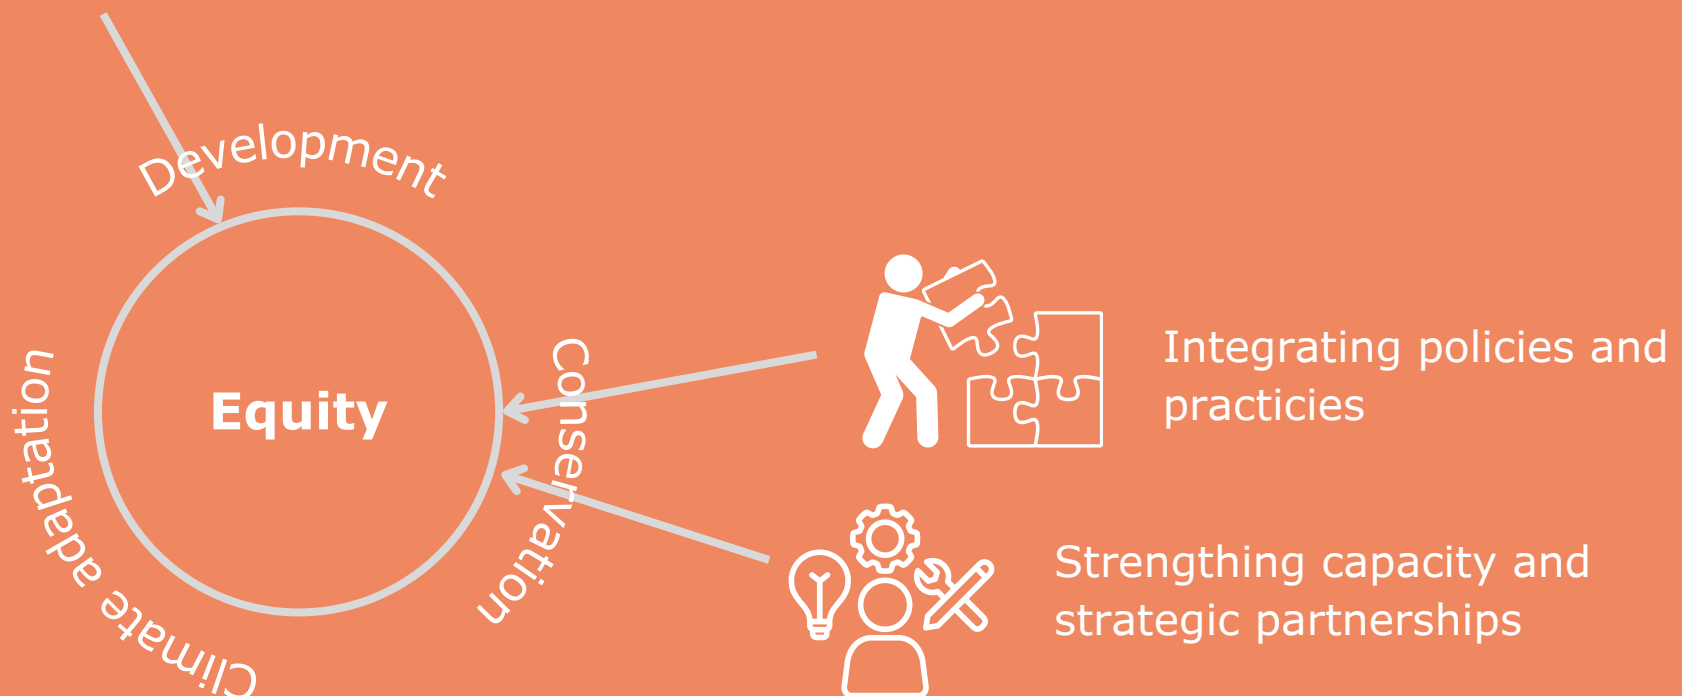 Development
Equity
Conservation
Climate adaptation
Integrating policies and
practicies
Strengthing capacity and
strategic partnerships